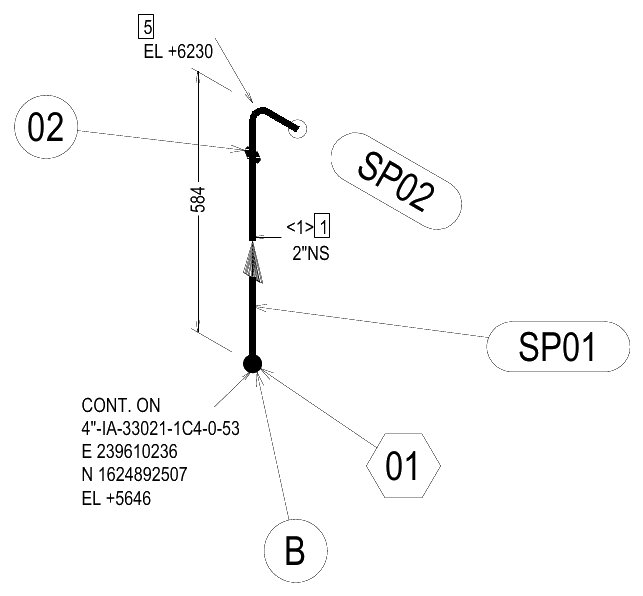 5
EL +6230
02
SP02
584
<1> 1
2"NS
SP01
CONT. ON
4"-IA-33021-1C4-0-53
E 239610236
N 1624892507
EL +5646
01
B